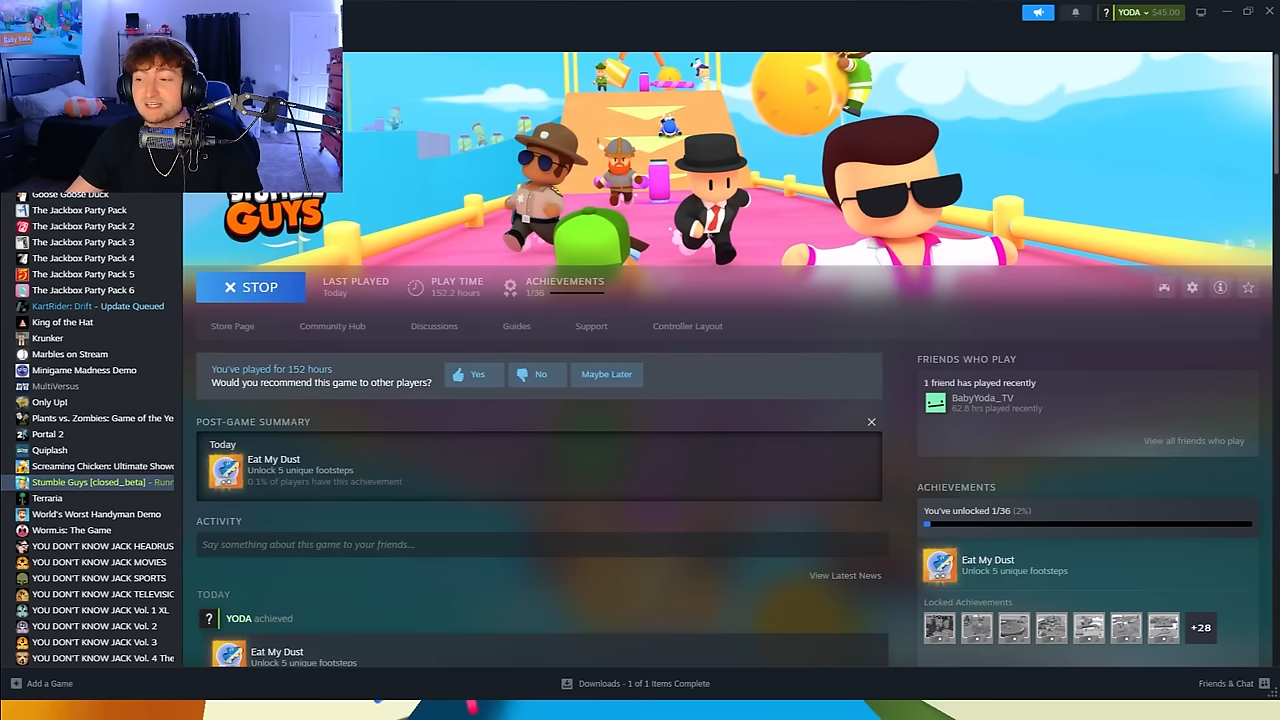 Baby Yoda
? YODA $45.00
Goose Goose Duck
The Jackbox Party Pack
The Jackbox Party Pack 2
The Jackbox Party Pack 3
The Jackbox Party Pack 4
The Jackbox Party Pack 5
The Jackbox Party Pack 6
KartRider: Drift - Update Queued
King of the Hat
Krunker
Marbles on Stream
Minigame Madness Demo
MultiVersus
Only Up!
Plants vs. Zombies: Game of the Ye
Portal 2
Quiplash
Screaming Chicken: Ultimate Showd
Stumble Guys [closed_beta] - Runn
Terraria
World's Worst Handyman Demo
Worm.is: The Game
YOU DON'T KNOW JACK HEADRUS
YOU DON'T KNOW JACK MOVIES
YOU DON'T KNOW JACK SPORTS
YOU DON'T KNOW JACK TELEVISIO
YOU DON'T KNOW JACK Vol. 1 XL
YOU DON'T KNOW JACK Vol. 2
YOU DON'T KNOW JACK Vol. 3
YOU DON'T KNOW JACK Vol. 4 The
STUMBLE
GUYS
STOP
LAST PLAYED
Today
PLAY TIME
152.2 hours
ACHIEVEMENTS
1/36
Store Page
Community Hub
Discussions
Guides
Support
Controller Layout
You've played for 152 hours
Would you recommend this game to other players?
Yes
No
Maybe Later
POST-GAME SUMMARY
Today
Eat My Dust
Unlock 5 unique footsteps
0.1% of players have this achievement
ACTIVITY
Say something about this game to your friends...
View Latest News
TODAY
? YODA achieved
Eat My Dust
Unlock 5 unique footsteps
FRIENDS WHO PLAY
1 friend has played recently
BabyYoda_TV
62.8 hrs played recently
View all friends who play
ACHIEVEMENTS
You've unlocked 1/36 (2%)
Eat My Dust
Unlock 5 unique footsteps
Locked Achievements
+28
Add a Game
Downloads - 1 of 1 Items Complete
Friends & Chat